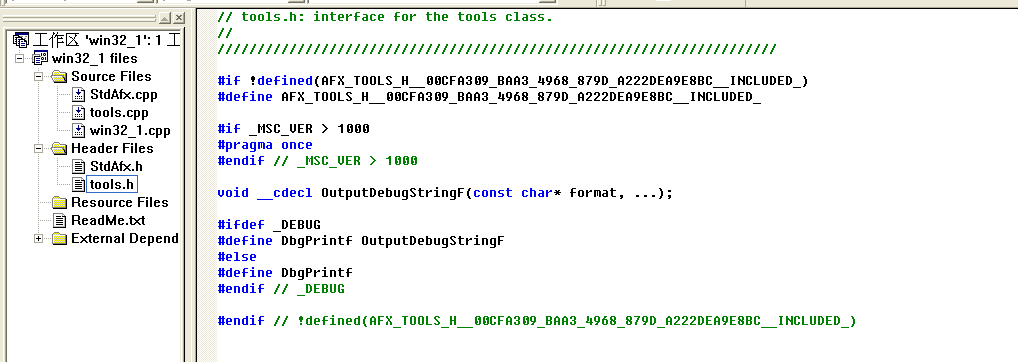 工作区 'win32_1': 1 工
win32_1 files
Source Files
StdAfx.cpp
tools.cpp
win32_1.cpp
Header Files
StdAfx.h
tools.h
Resource Files
ReadMe.txt
External Depend
// tools.h: interface for the tools class.
//
//////////////////////////////////////////////////////////////////////
#if !defined(AFX_TOOLS_H__00CFA309_BAA3_4968_879D_A222DEA9E8BC__INCLUDED_)
#define AFX_TOOLS_H__00CFA309_BAA3_4968_879D_A222DEA9E8BC__INCLUDED_
#if _MSC_VER > 1000
#pragma once
#endif // _MSC_VER > 1000
void __cdecl OutputDebugStringF(const char* format, ...);
#ifdef _DEBUG
#define DbgPrintf OutputDebugStringF
#else
#define DbgPrintf
#endif // _DEBUG
#endif // !defined(AFX_TOOLS_H__00CFA309_BAA3_4968_879D_A222DEA9E8BC__INCLUDED_)